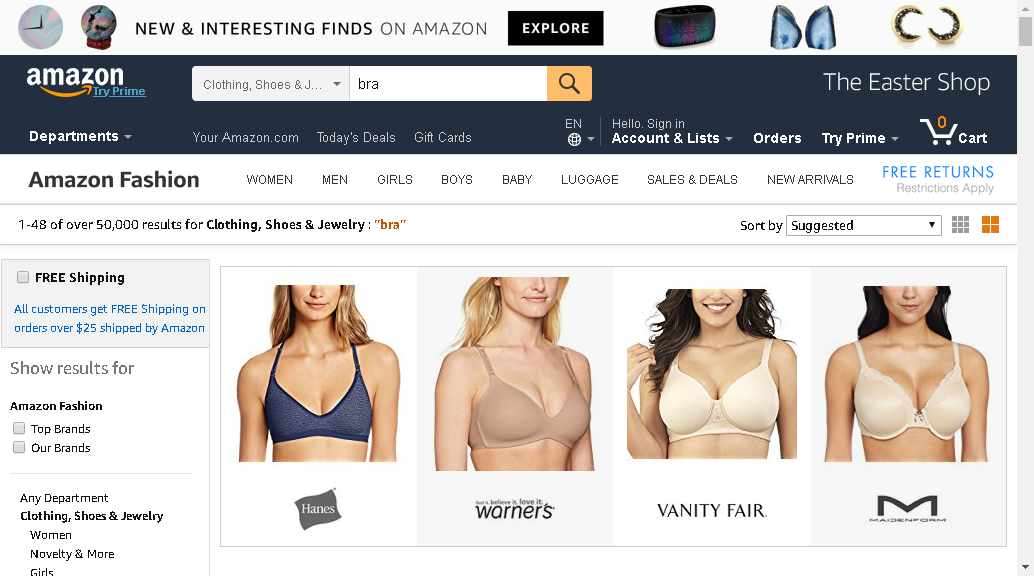 NEW & INTERESTING FINDS ON AMAZON
EXPLORE
amazon
Try Prime
Clothing, Shoes & J...
bra
The Easter Shop
Departments
Your Amazon.com
Today's Deals
Gift Cards
EN
Hello. Sign in
Account & Lists
Orders
Try Prime
0
Cart
Amazon Fashion
WOMEN
MEN
GIRLS
BOYS
BABY
LUGGAGE
SALES & DEALS
NEW ARRIVALS
FREE RETURNS
Restrictions Apply
1-48 of over 50,000 results for Clothing, Shoes & Jewelry : "bra"
Sort by Suggested
FREE Shipping
All customers get FREE Shipping on
orders over $25 shipped by Amazon
Show results for
Amazon Fashion
Top Brands
Our Brands
Any Department
Clothing, Shoes & Jewelry
Women
Novelty & More
Girls
Hanes
feel it. believe it. love it:
warner's
VANITY FAIR.
MAIDENFORM